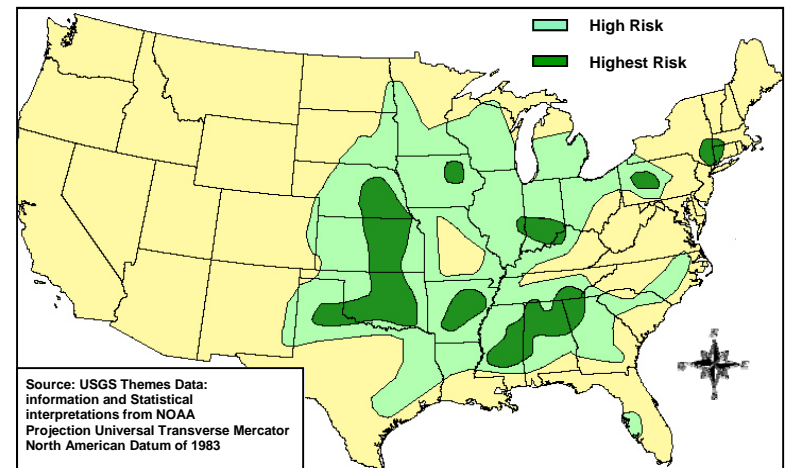 High Risk
Highest Risk
Source: USGS Themes Data:
information and Statistical
interpretations from NOAA
Projection Universal Transverse Mercator
North American Datum of 1983